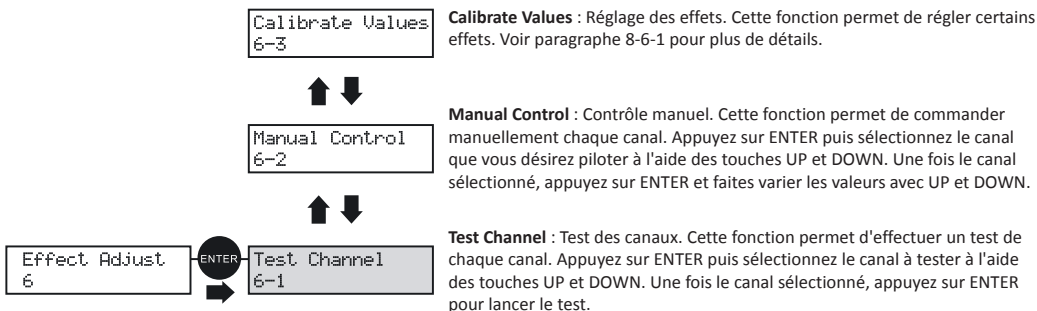 Calibrate Values
6-3
Calibrate Values : Réglage des effets. Cette fonction permet de régler certains
effets. Voir paragraphe 8-6-1 pour plus de détails.
Manual Control
6-2
Manual Control : Contrôle manuel. Cette fonction permet de commander
manuellement chaque canal. Appuyez sur ENTER puis sélectionnez le canal
que vous désirez piloter à l'aide des touches UP et DOWN. Une fois le canal
sélectionné, appuyez sur ENTER et faites varier les valeurs avec UP et DOWN.
Effect Adjust
6
ENTER
Test Channel
6-1
Test Channel : Test des canaux. Cette fonction permet d'effectuer un test de
chaque canal. Appuyez sur ENTER puis sélectionnez le canal à tester à l'aide
des touches UP et DOWN. Une fois le canal sélectionné, appuyez sur ENTER
pour lancer le test.